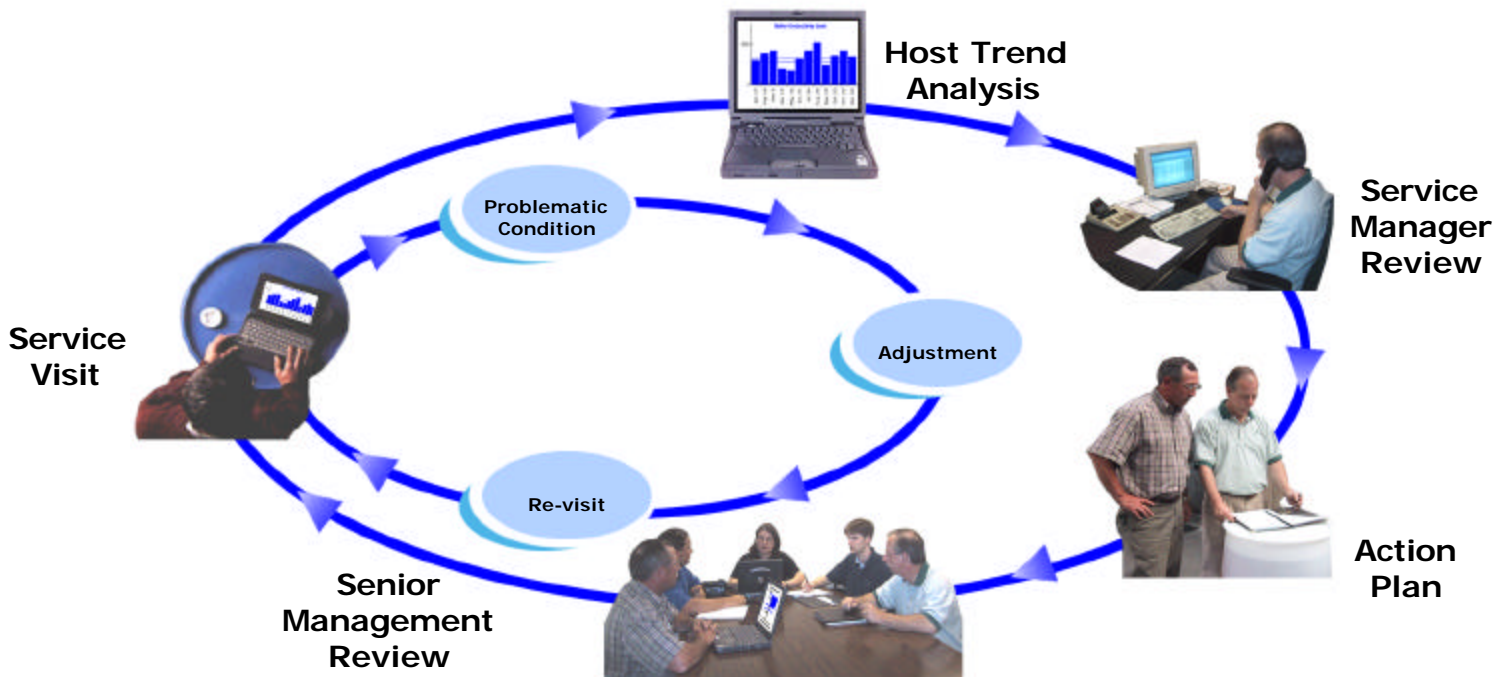 Host Trend
Analysis
Service
Manager
Review
Problematic
Condition
Adjustment
Service
Visit
Re-visit
Action
Plan
Senior
Management
Review